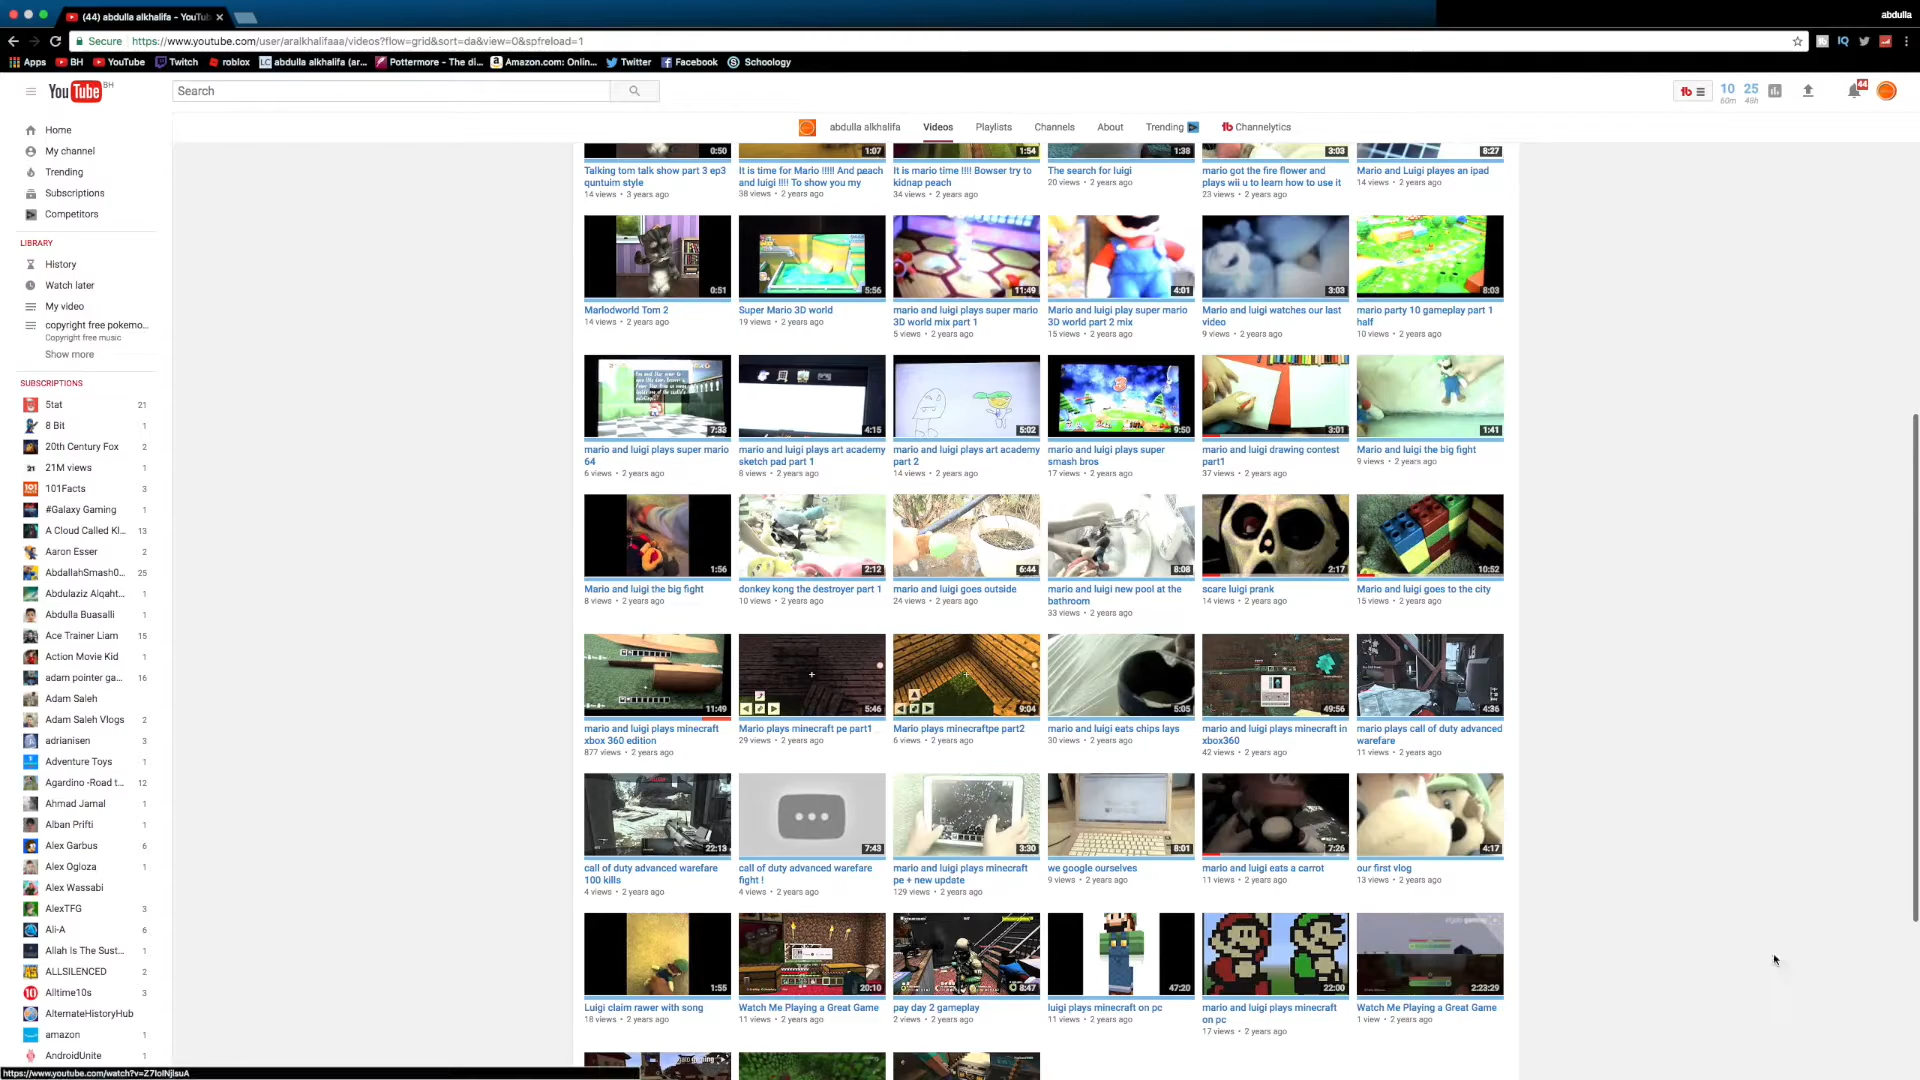 (44) abdulla alkhalifa - YouTub
abdulla
Secure https://www.youtube.com/user/aralkhalifaaa/videos?flow=grid&sort=da&view=0&spfreload=1
Apps BH YouTube Twitch roblox abdulla alkhalifa (ar... Pottermore - The di... Amazon.com: Onlin... Twitter Facebook Schoology
YouTube BH
Search
10 60m 25 48h
44
abdulla alkhalifa Videos Playlists Channels About Trending Channelytics
Home
My channel
Trending
Subscriptions
Competitors
LIBRARY
History
Watch later
My video
copyright free pokemo...
Copyright free music
Show more
SUBSCRIPTIONS
5tat 21
8 Bit 1
20th Century Fox 2
21M views 1
101Facts 3
#Galaxy Gaming 1
A Cloud Called Kl... 13
Aaron Esser 2
AbdallahSmash0... 25
Abdulaziz Alqaht... 1
Abdulla Buasalli 1
Ace Trainer Liam 15
Action Movie Kid 1
adam pointer ga... 16
Adam Saleh
Adam Saleh Vlogs 2
adrianisen 3
Adventure Toys 1
Agardino -Road t... 12
Ahmad Jamal 1
Alban Prifti 1
Alex Garbus 6
Alex Ogloza 1
Alex Wassabi
AlexTFG 3
Ali-A 6
Allah Is The Sust... 1
ALLSILENCED 2
Alltime10s 3
AlternateHistoryHub
amazon 1
AndroidUnite 1
0:50 1:07 1:54 1:38 3:03 8:27
Talking tom talk show part 3 ep3
quntuim style
14 views • 3 years ago
It is time for Mario !!!!! And peach
and luigi !!!! To show you my
38 views • 2 years ago
It is mario time !!!! Bowser try to
kidnap peach
34 views • 2 years ago
The search for luigi
20 views • 2 years ago
mario got the fire flower and
plays wii u to learn how to use it
23 views • 2 years ago
Mario and Luigi playes an ipad
14 views • 2 years ago
0:51 5:56 11:49 4:01 3:03 8:03
Marlodworld Tom 2
14 views • 2 years ago
Super Mario 3D world
19 views • 2 years ago
mario and luigi plays super mario
3D world mix part 1
5 views • 2 years ago
Mario and luigi play super mario
3D world part 2 mix
15 views • 2 years ago
Mario and luigi watches our last
video
9 views • 2 years ago
mario party 10 gameplay part 1
half
10 views • 2 years ago
7:33 4:15 5:02 9:50 3:01 1:41
mario and luigi plays super mario
64
6 views • 2 years ago
mario and luigi plays art academy
sketch pad part 1
8 views • 2 years ago
mario and luigi plays art academy
part 2
14 views • 2 years ago
mario and luigi plays super
smash bros
17 views • 2 years ago
mario and luigi drawing contest
part1
37 views • 2 years ago
Mario and luigi the big fight
9 views • 2 years ago
1:56 2:12 6:44 8:08 2:17 10:52
Mario and luigi the big fight
8 views • 2 years ago
donkey kong the destroyer part 1
10 views • 2 years ago
mario and luigi goes outside
24 views • 2 years ago
mario and luigi new pool at the
bathroom
33 views • 2 years ago
scare luigi prank
14 views • 2 years ago
Mario and luigi goes to the city
15 views • 2 years ago
11:49 5:46 9:04 5:05 49:56 4:36
mario and luigi plays minecraft
xbox 360 edition
877 views • 2 years ago
Mario plays minecraft pe part1
29 views • 2 years ago
Mario plays minecraftpe part2
6 views • 2 years ago
mario and luigi eats chips lays
30 views • 2 years ago
mario and luigi plays minecraft in
xbox360
42 views • 2 years ago
mario plays call of duty advanced
warefare
11 views • 2 years ago
22:13 7:43 3:30 8:01 7:26 4:17
call of duty advanced warefare
100 kills
4 views • 2 years ago
call of duty advanced warefare
fight !
4 views • 2 years ago
mario and luigi plays minecraft
pe + new update
129 views • 2 years ago
we google ourselves
9 views • 2 years ago
mario and luigi eats a carrot
11 views • 2 years ago
our first vlog
13 views • 2 years ago
1:55 20:10 8:47 47:20 22:00 2:23:29
Luigi claim rawer with song
18 views • 2 years ago
Watch Me Playing a Great Game
11 views • 2 years ago
pay day 2 gameplay
2 views • 2 years ago
luigi plays minecraft on pc
11 views • 2 years ago
mario and luigi plays minecraft
on pc
17 views • 2 years ago
Watch Me Playing a Great Game
1 view • 2 years ago